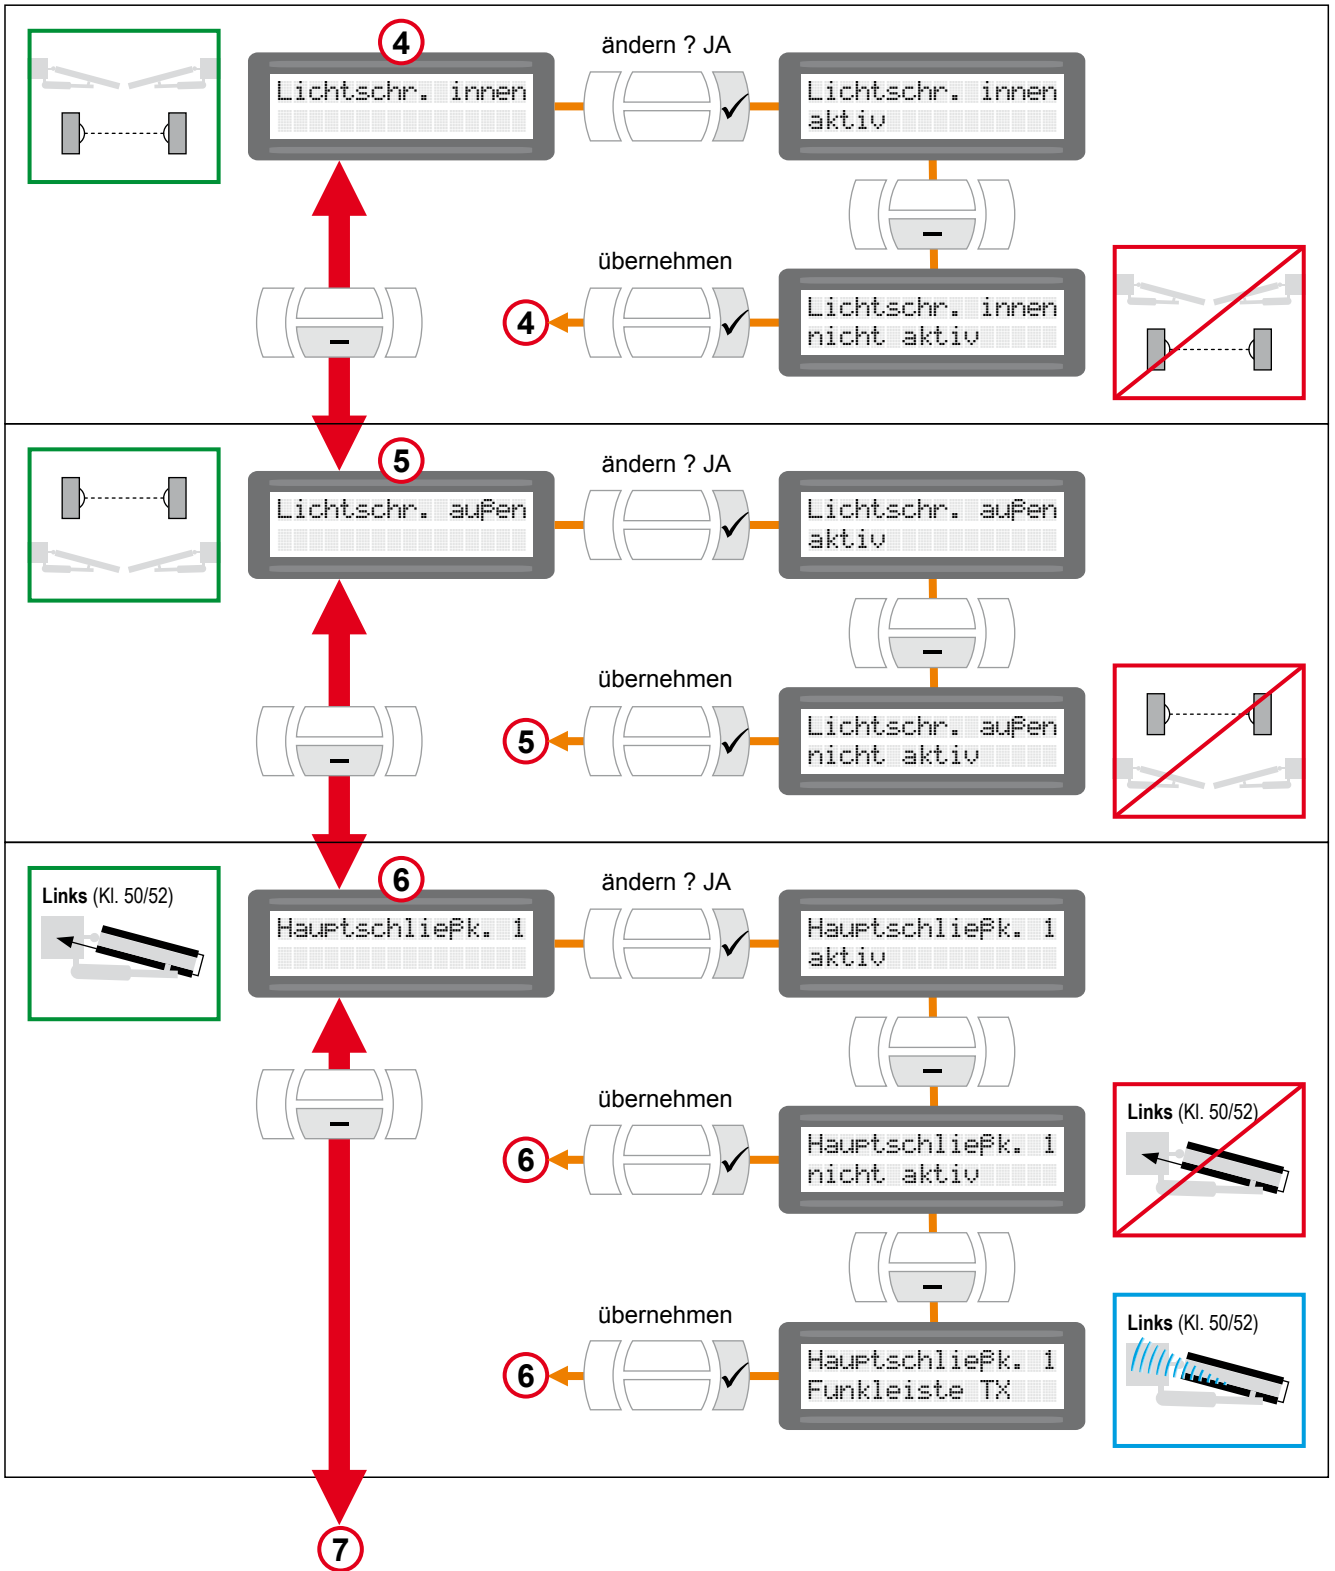 4
ändern ? JA
Lichtschr. innen
Lichtschr. innen
aktiv
–
übernehmen
4
Lichtschr. innen
nicht aktiv
–
5
ändern ? JA
Lichtschr. außen
Lichtschr. außen
aktiv
–
übernehmen
5
Lichtschr. außen
nicht aktiv
–
6
ändern ? JA
Links (Kl. 50/52)
Hauptschließk. 1
Hauptschließk. 1
aktiv
–
–
übernehmen
6
Hauptschließk. 1
nicht aktiv
Links (Kl. 50/52)
–
übernehmen
6
Hauptschließk. 1
Funkleiste TX
Links (Kl. 50/52)
7